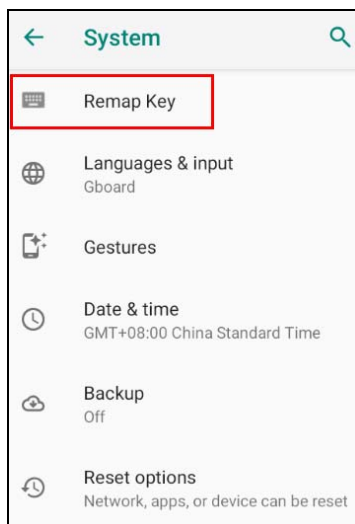 System
Remap Key
Languages & input
Gboard
Gestures
Date & time
GMT+08:00 China Standard Time
Backup
Off
Reset options
Network, apps, or device can be reset